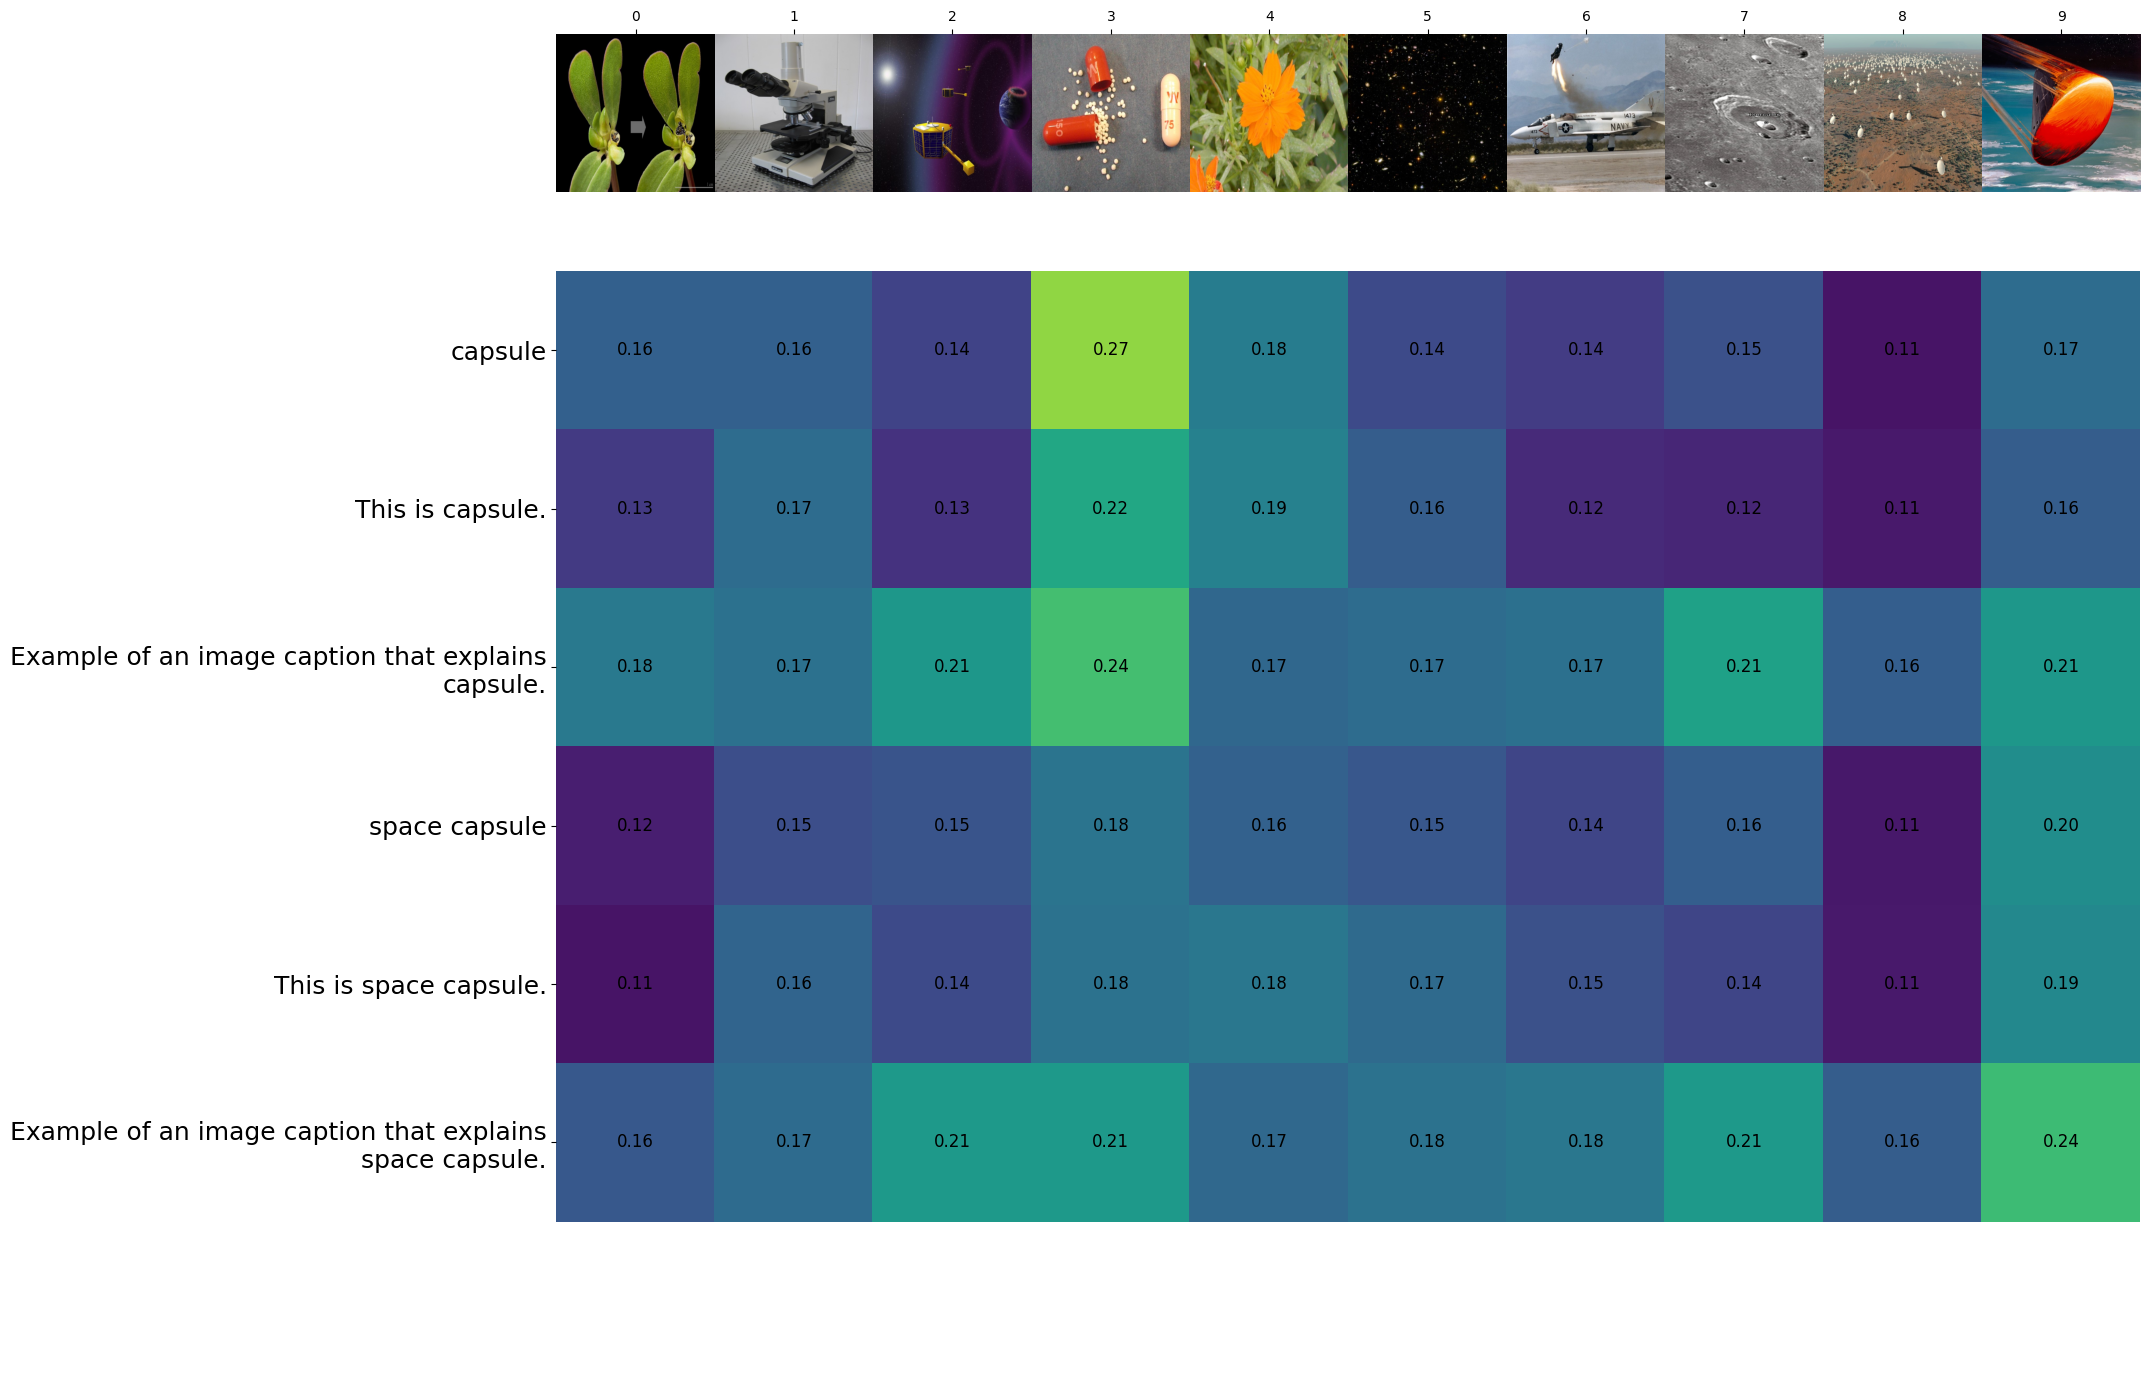 0 1 2 3 4 5 6 7 8 9
NAVY
capsule 0.16 0.16 0.14 0.27 0.18 0.14 0.14 0.15 0.11 0.17
This is capsule. 0.13 0.17 0.13 0.22 0.19 0.16 0.12 0.12 0.11 0.16
Example of an image caption that explains
capsule. 0.18 0.17 0.21 0.24 0.17 0.17 0.17 0.21 0.16 0.21
space capsule 0.12 0.15 0.15 0.18 0.16 0.15 0.14 0.16 0.11 0.20
This is space capsule. 0.11 0.16 0.14 0.18 0.18 0.17 0.15 0.14 0.11 0.19
Example of an image caption that explains
space capsule. 0.16 0.17 0.21 0.21 0.17 0.18 0.18 0.21 0.16 0.24